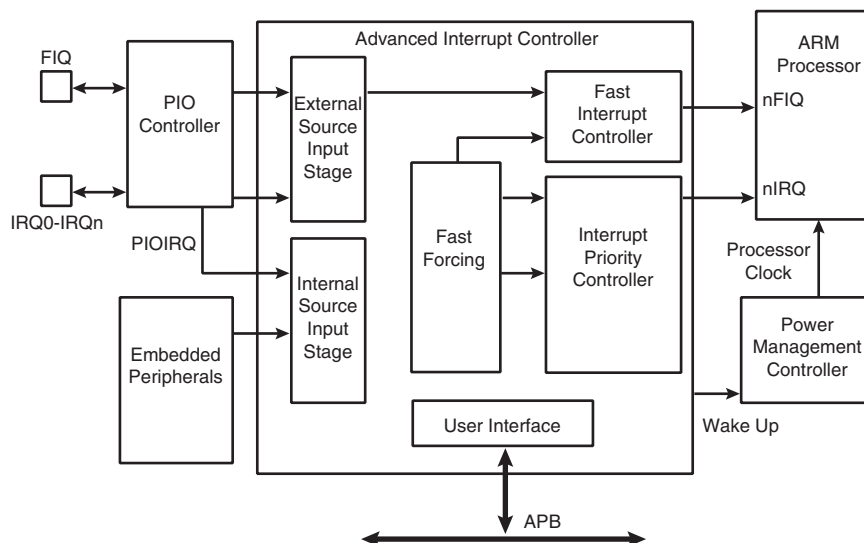 Advanced Interrupt Controller
FIQ
PIO
Controller
IRQ0-IRQn
PIOIRQ
External
Source
Input
Stage
Internal
Source
Input
Stage
Embedded
Peripherals
Fast
Forcing
Fast
Interrupt
Controller
Interrupt
Priority
Controller
User Interface
APB
ARM
Processor
nFIQ
nIRQ
Processor
Clock
Power
Management
Controller
Wake Up